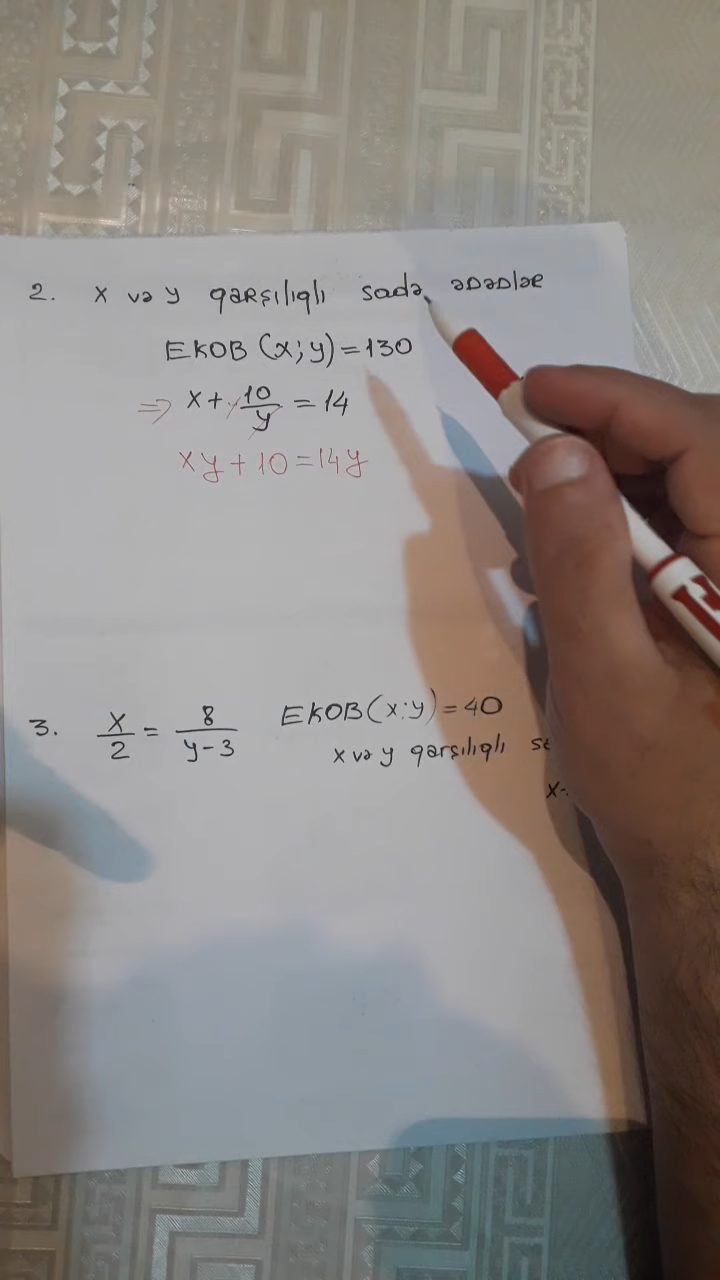 2. x və y qarşılıqlı sadə ədədlər
EKOB (x; y) = 130
⇒ x + 10/y = 14
xy + 10 = 14y
3. x/2 = 8/(y-3) EKOB(x:y) = 40
x və y qarşılıqlı
x-